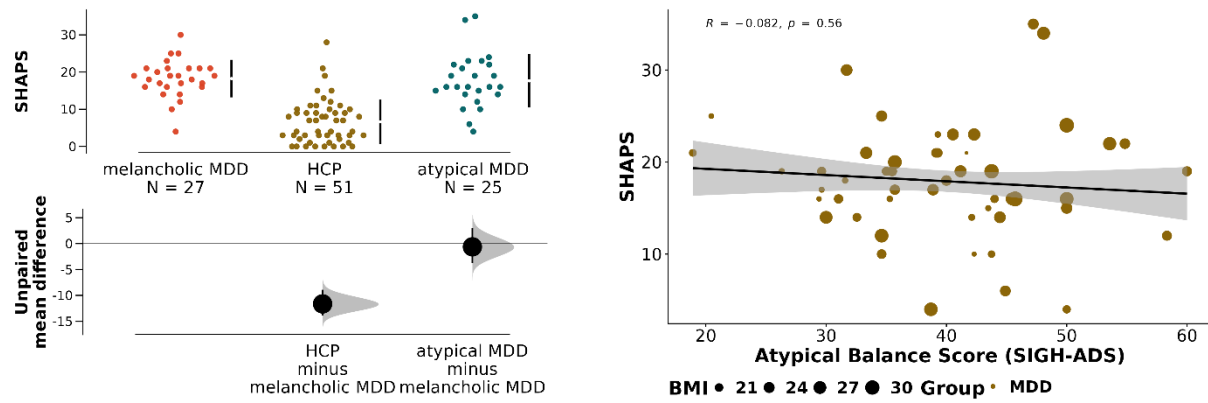 SHAPS
30
20
10
0
melancholic MDD
N = 27
HCP
N = 51
atypical MDD
N = 25
Unpaired
mean difference
5
0
-5
-10
-15
HCP
minus
melancholic MDD
atypical MDD
minus
melancholic MDD
R = −0.082, p = 0.56
SHAPS
30
20
10
20 30 40 50 60
Atypical Balance Score (SIGH-ADS)
BMI 21 24 27 30 Group MDD